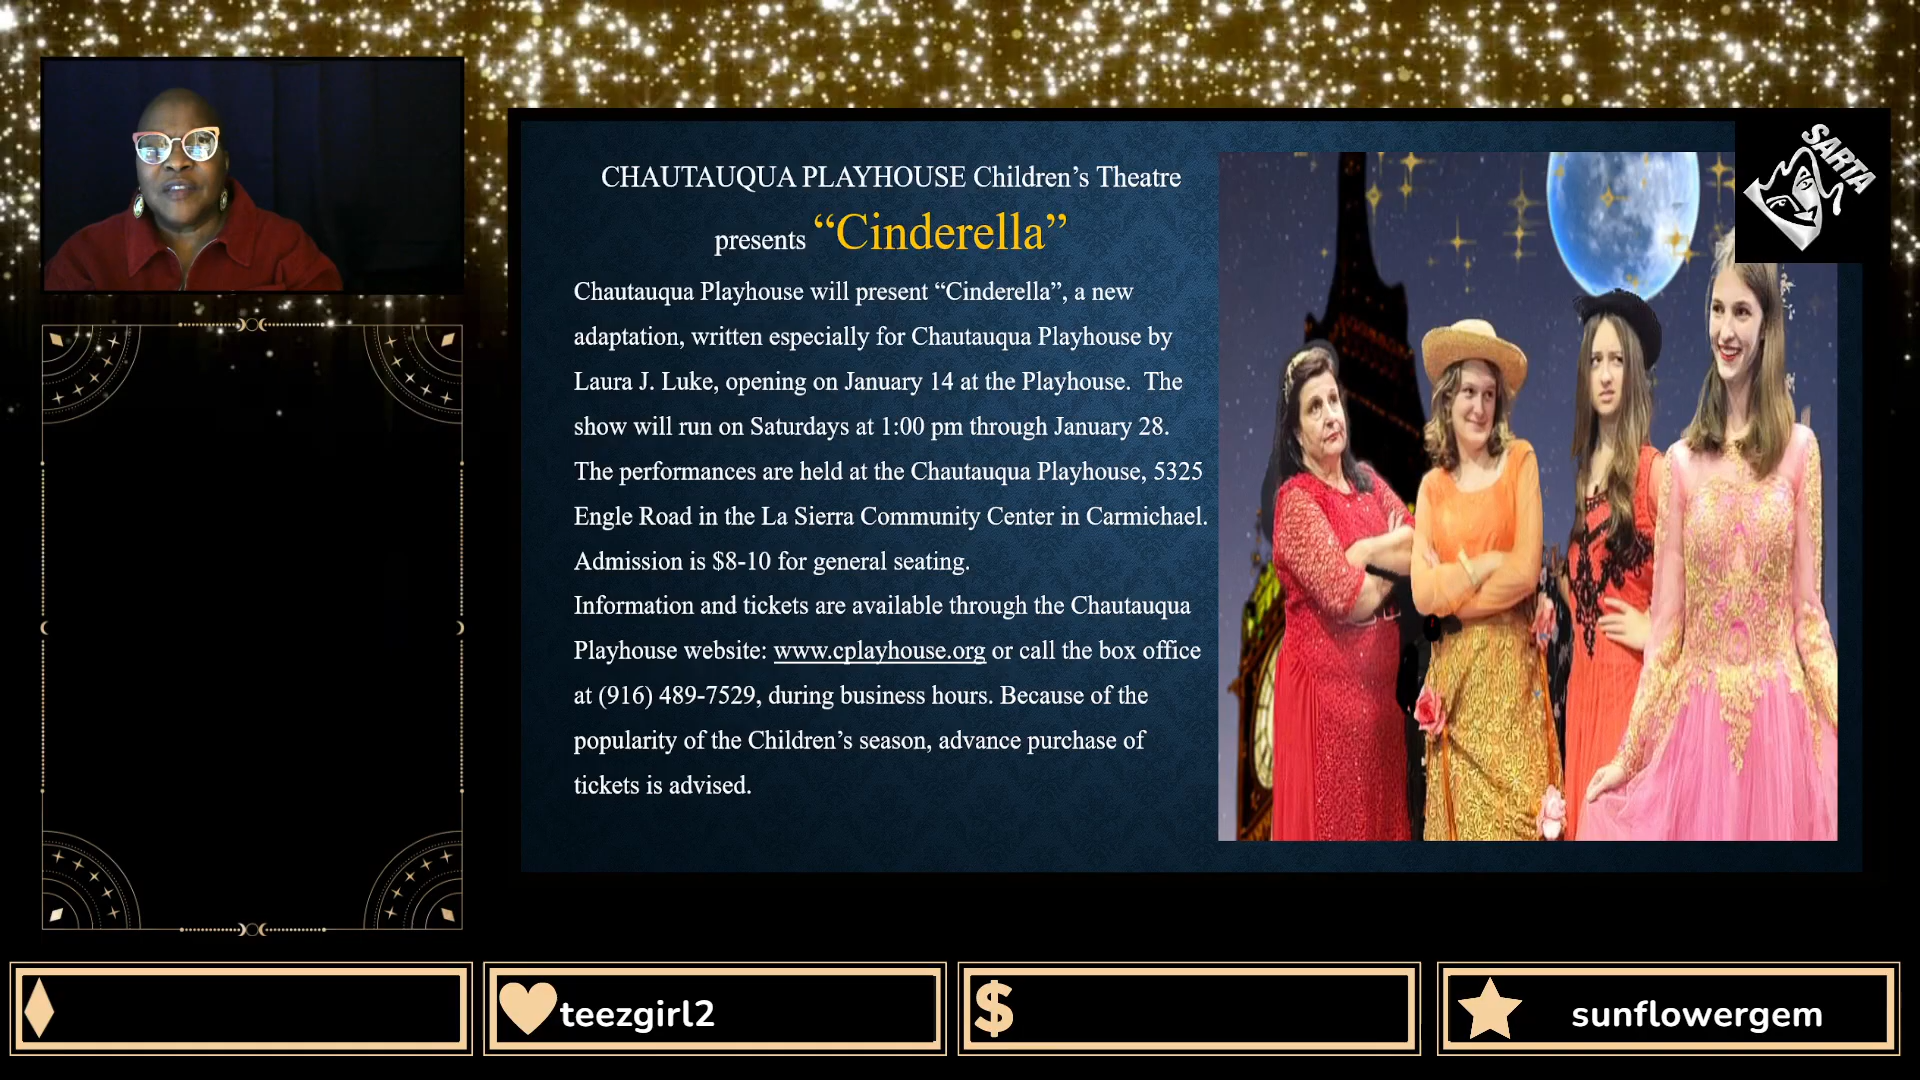 SARTA
CHAUTAUQUA PLAYHOUSE Children’s Theatre
presents “Cinderella”
Chautauqua Playhouse will present “Cinderella”, a new
adaptation, written especially for Chautauqua Playhouse by
Laura J. Luke, opening on January 14 at the Playhouse.  The
show will run on Saturdays at 1:00 pm through January 28.
The performances are held at the Chautauqua Playhouse, 5325
Engle Road in the La Sierra Community Center in Carmichael.
Admission is $8-10 for general seating.
Information and tickets are available through the Chautauqua
Playhouse website: www.cplayhouse.org or call the box office
at (916) 489-7529, during business hours. Because of the
popularity of the Children’s season, advance purchase of
tickets is advised.
teezgirl2
$
sunflowergem